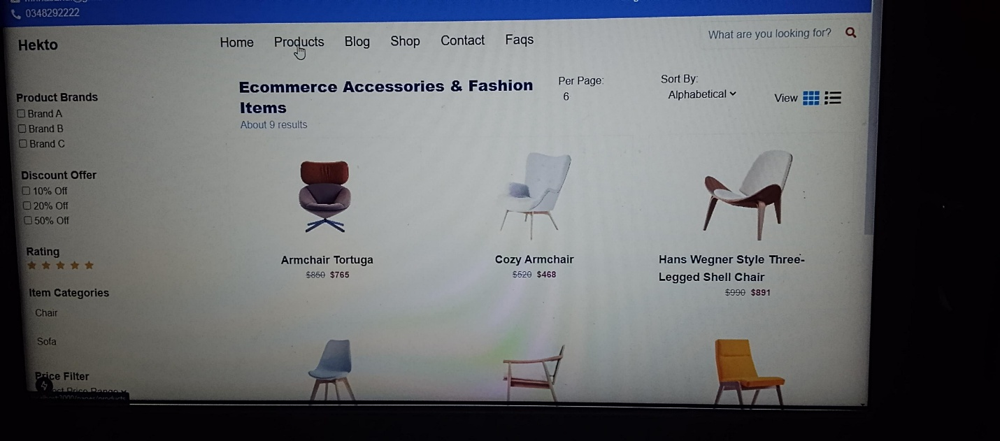 0348292222
Hekto
Home Products Blog Shop Contact Faqs
What are you looking for?
Product Brands
Brand A
Brand B
Brand C
Discount Offer
10% Off
20% Off
50% Off
Rating
Item Categories
Chair
Sofa
Price Filter
Price Range
Ecommerce Accessories & Fashion
Items
About 9 results
Per Page:
6
Sort By:
Alphabetical
View
Armchair Tortuga
$850 $765
Cozy Armchair
$520 $468
Hans Wegner Style Three-
Legged Shell Chair
$990 $891